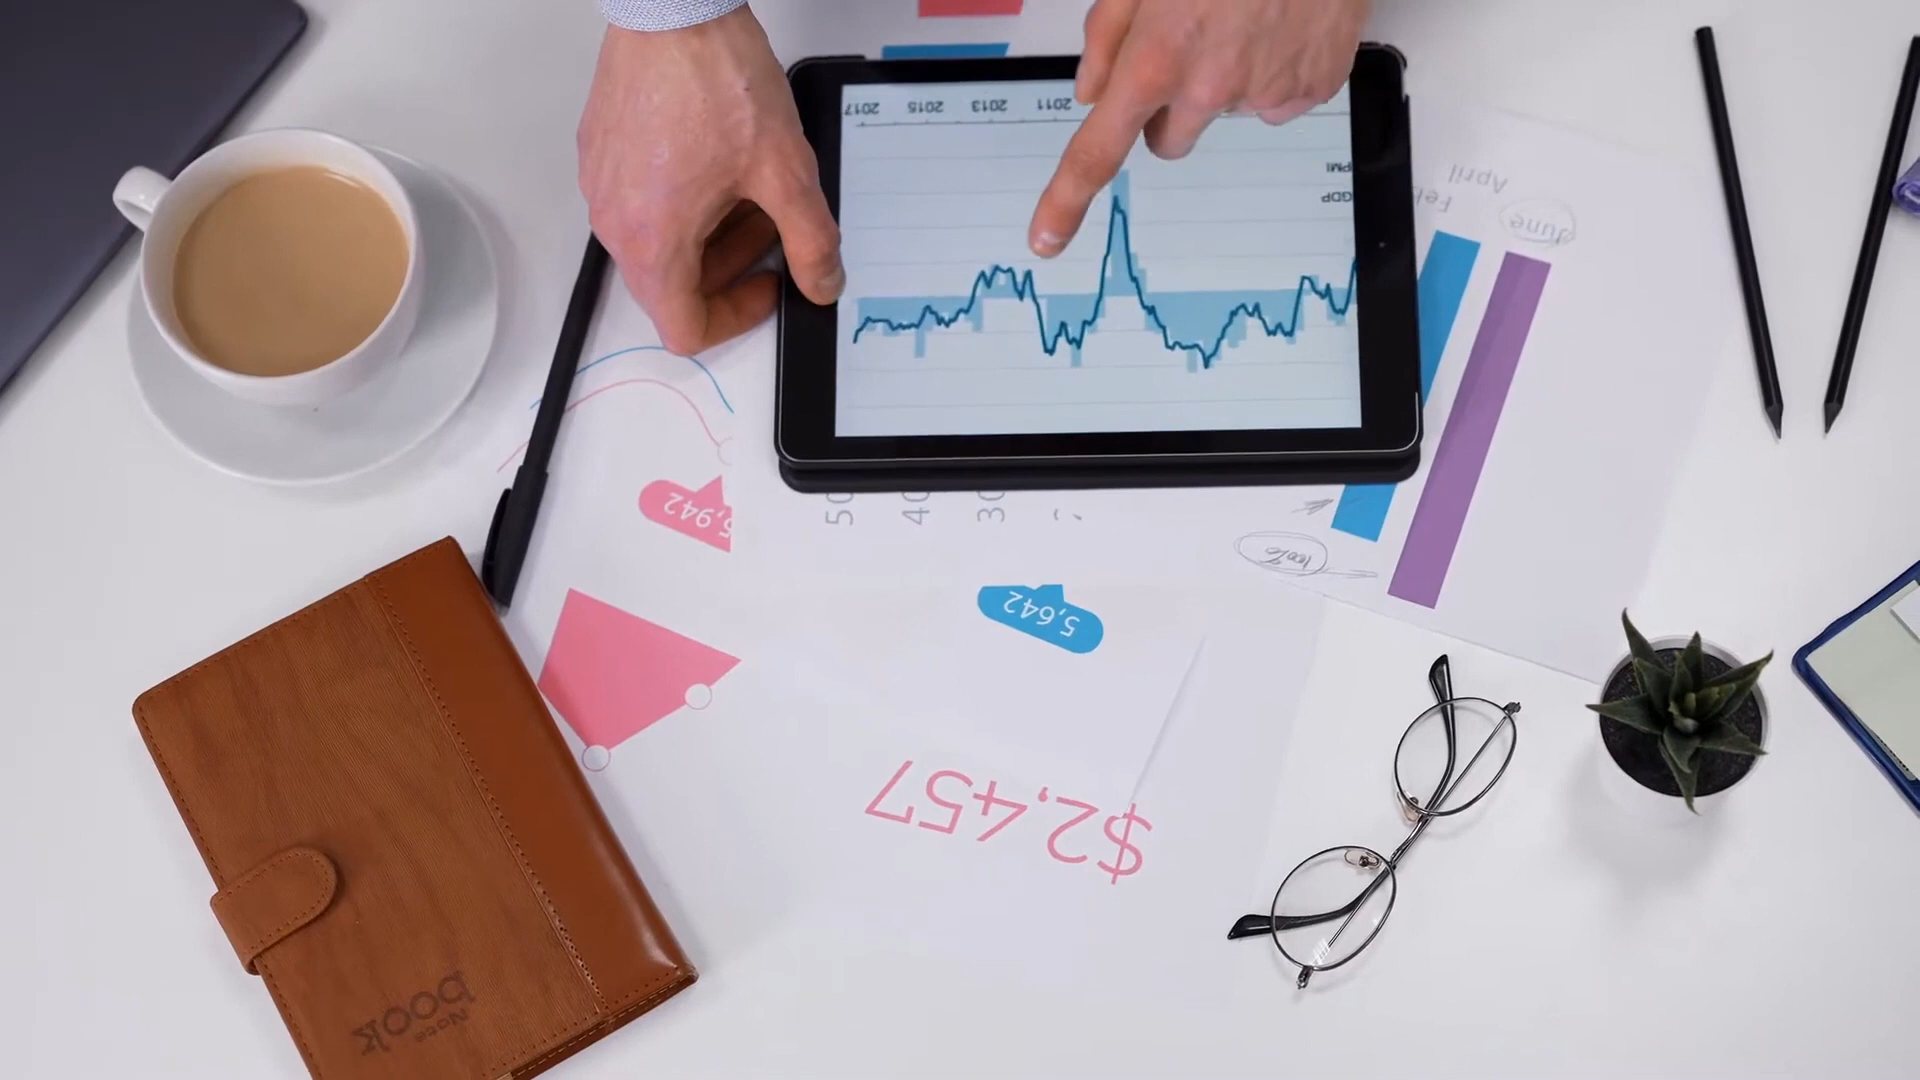 2011 2013 2015 2017
PMI
GDP
April
Feb
June
100%
50
40
30
5,942
5,642
$2,457
Note
book